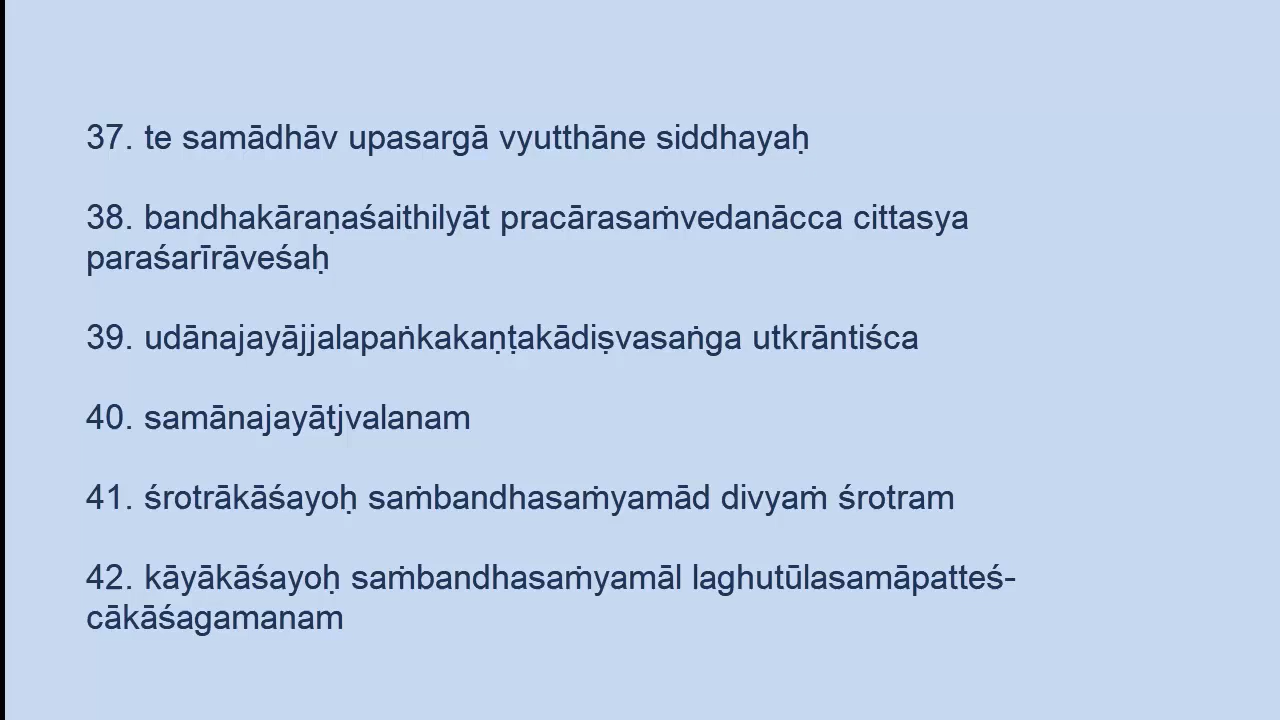 37. te samādhāv upasargā vyutthāne siddhayaḥ
38. bandhakāraṇaśaithilyāt pracārasaṁvedanācca cittasya
paraśarīrāveśaḥ
39. udānajayājjalapaṅkakaṇṭakādiṣvasaṅga utkrāntiśca
40. samānajayātjvalanam
41. śrotrākāśayoḥ saṁbandhasaṁyamād divyaṁ śrotram
42. kāyākāśayoḥ saṁbandhasaṁyamāl laghutūlasamāpatteś-
cākāśagamanam